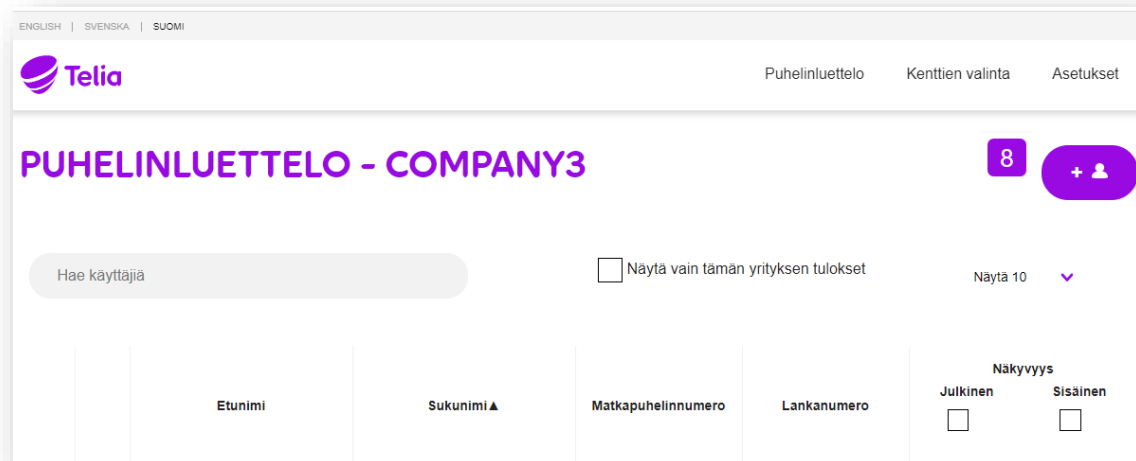 ENGLISH | SVENSKA | SUOMI
Telia
Puhelinluettelo Kenttien valinta Asetukset
PUHELINLUETTELO - COMPANY3
8
+
Hae käyttäjiä
Näytä vain tämän yrityksen tulokset
Näytä 10
Etunimi
Sukunimi▲
Matkapuhelinnumero
Lankanumero
Näkyvyys
Julkinen Sisäinen